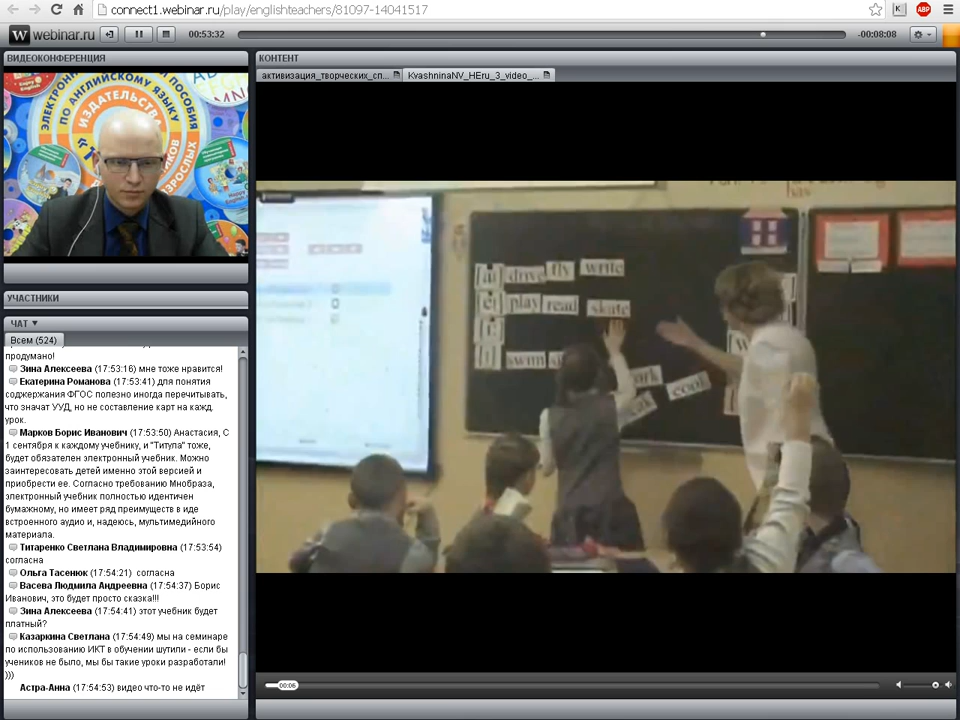 connect1.webinar.ru/play/englishteachers/81097-14041517
K
ABP
W webinar.ru
00:53:32
-00:08:08
ВИДЕОКОНФЕРЕНЦИЯ
КОНТЕНТ
активизация_творческих_сп...
KvashninaNV_HEru_3_video_...
ПО АНГЛИЙСКОМУ ЯЗЫКУ
ИЗДАТЕЛЬСТВА
УЧАСТНИКИ
ЧАТ
Всем (524)
продумано!
Зина Алексеева (17:53:16) мне тоже нравится!
Екатерина Романова (17:53:41) для понятия
содержания ФГОС полезно иногда перечитывать,
что значат УУД, но не составление карт на кажд.
урок.
Марков Борис Иванович (17:53:50) Анастасия, С
1 сентября к каждому учебнику, и "Титула" тоже,
будет обязателен электронный учебник. Можно
заинтересовать детей именно этой версией и
приобрести ее. Согласно требованию Мнобраза,
электронный учебник полностью идентичен
бумажному, но имеет ряд преимуществ в иде
встроенного аудио и, надеюсь, мультимедийного
материала.
Титаренко Светлана Владимировна (17:53:54)
согласна
Ольга Тасенюк (17:54:21) согласна
Васева Людмила Андреевна (17:54:37) Борис
Иванович, это будет просто сказка!!!
Зина Алексеева (17:54:41) этот учебник будет
платный?
Казаркина Светлана (17:54:49) мы на семинаре
по использованию ИКТ в обучении шутили - если бы
учеников не было, мы бы такие уроки разработали!
)))
Астра-Анна (17:54:53) видео что-то не идёт
[ai] drive fly write
[ei] play read skate
swim
cook
00:06